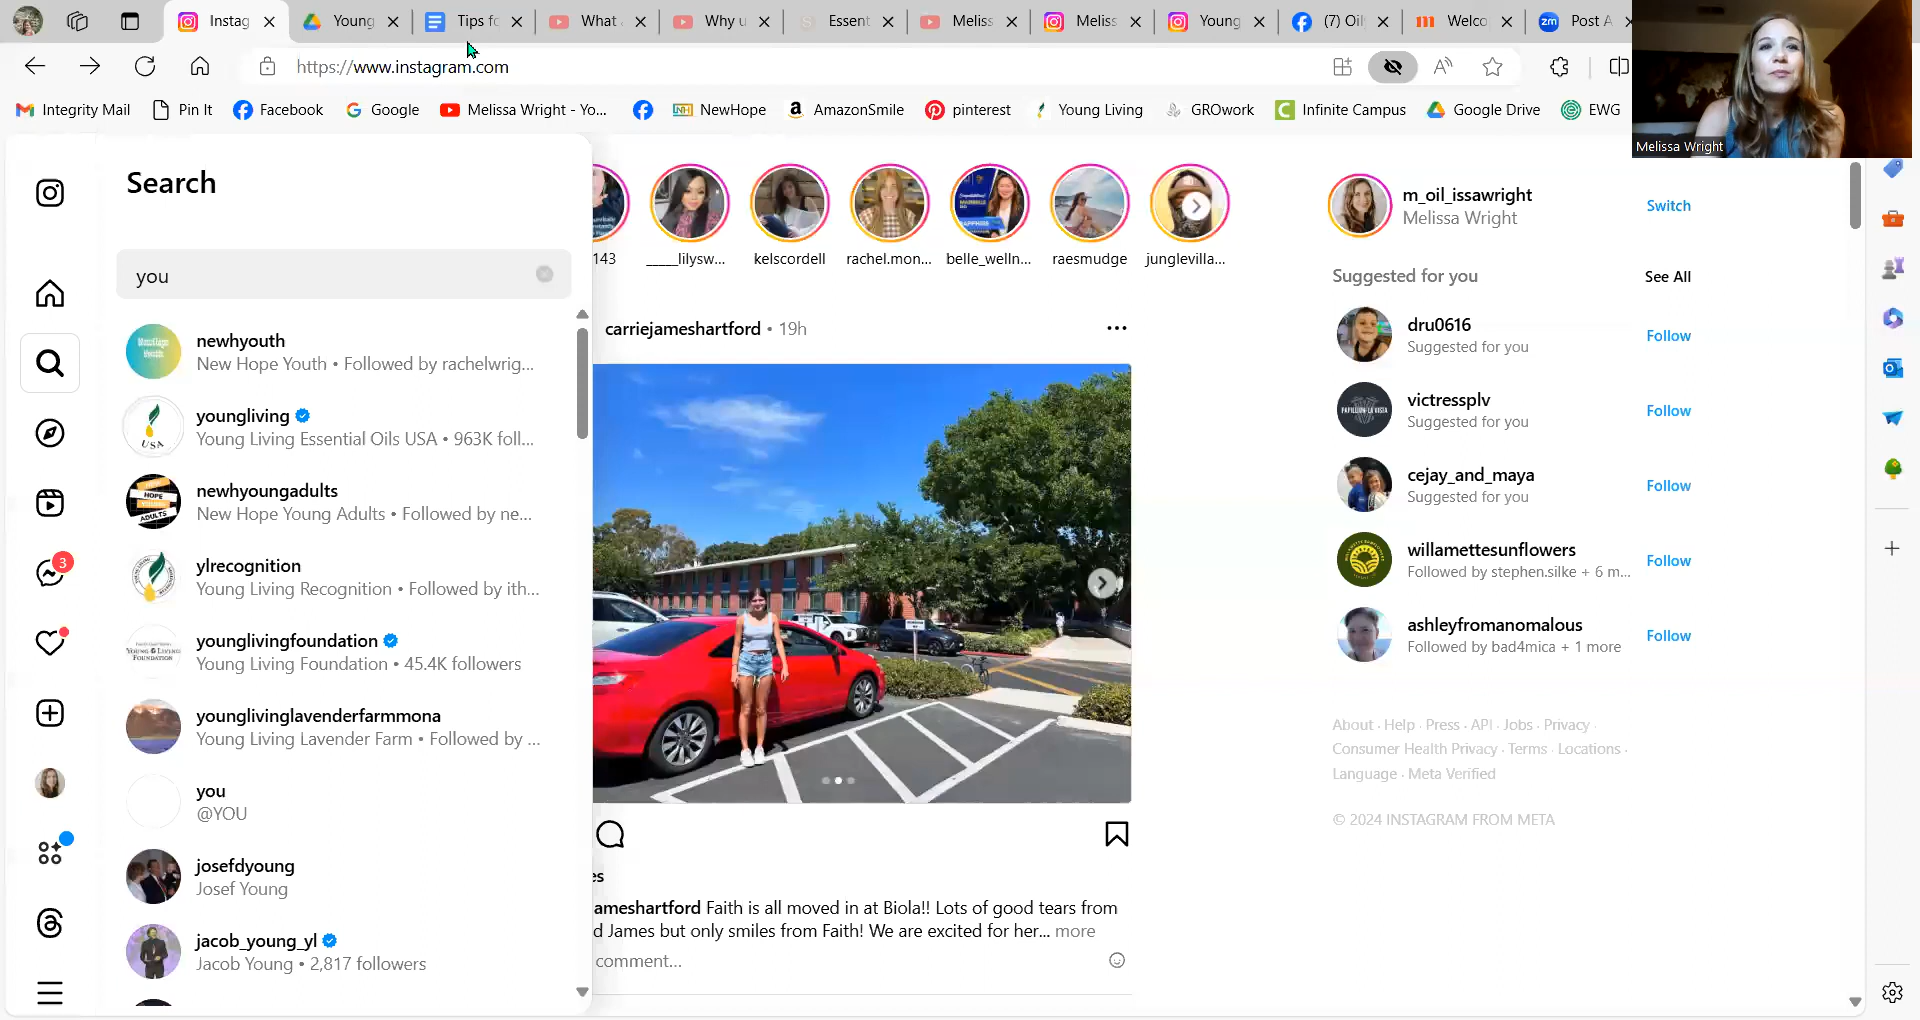 Instag
Young
Tips fo
What
Why u
Essent
Meliss
Meliss
Young
(7) Oil
Welco
Post A
https://www.instagram.com
Integrity Mail
Pin It
Facebook
Google
Melissa Wright - Yo...
NewHope
AmazonSmile
pinterest
Young Living
GROwork
Infinite Campus
Google Drive
EWG
Melissa Wright
Search
you
newhyouth
New Hope Youth • Followed by rachelwrig...
youngliving
Young Living Essential Oils USA • 963K foll...
newhyoungadults
New Hope Young Adults • Followed by ne...
ylrecognition
Young Living Recognition • Followed by ith...
younglivingfoundation
Young Living Foundation • 45.4K followers
younglivinglavenderfarmmona
Young Living Lavender Farm • Followed by ...
you
@YOU
josefdyoung
Josef Young
jacob_young_yl
Jacob Young • 2,817 followers
3
143
____lilysw...
kelscordell
rachel.mon...
belle_welln...
raesmudge
junglevilla...
carriejameshartford • 19h
es
ameshartford Faith is all moved in at Biola!! Lots of good tears from
d James but only smiles from Faith! We are excited for her... more
comment...
m_oil_issawright
Melissa Wright
Switch
Suggested for you
See All
dru0616
Suggested for you
Follow
victressplv
Suggested for you
Follow
cejay_and_maya
Suggested for you
Follow
willamettesunflowers
Followed by stephen.silke + 6 m...
Follow
ashleyfromanomalous
Followed by bad4mica + 1 more
Follow
About · Help · Press · API · Jobs · Privacy ·
Consumer Health Privacy · Terms · Locations ·
Language · Meta Verified
© 2024 INSTAGRAM FROM META